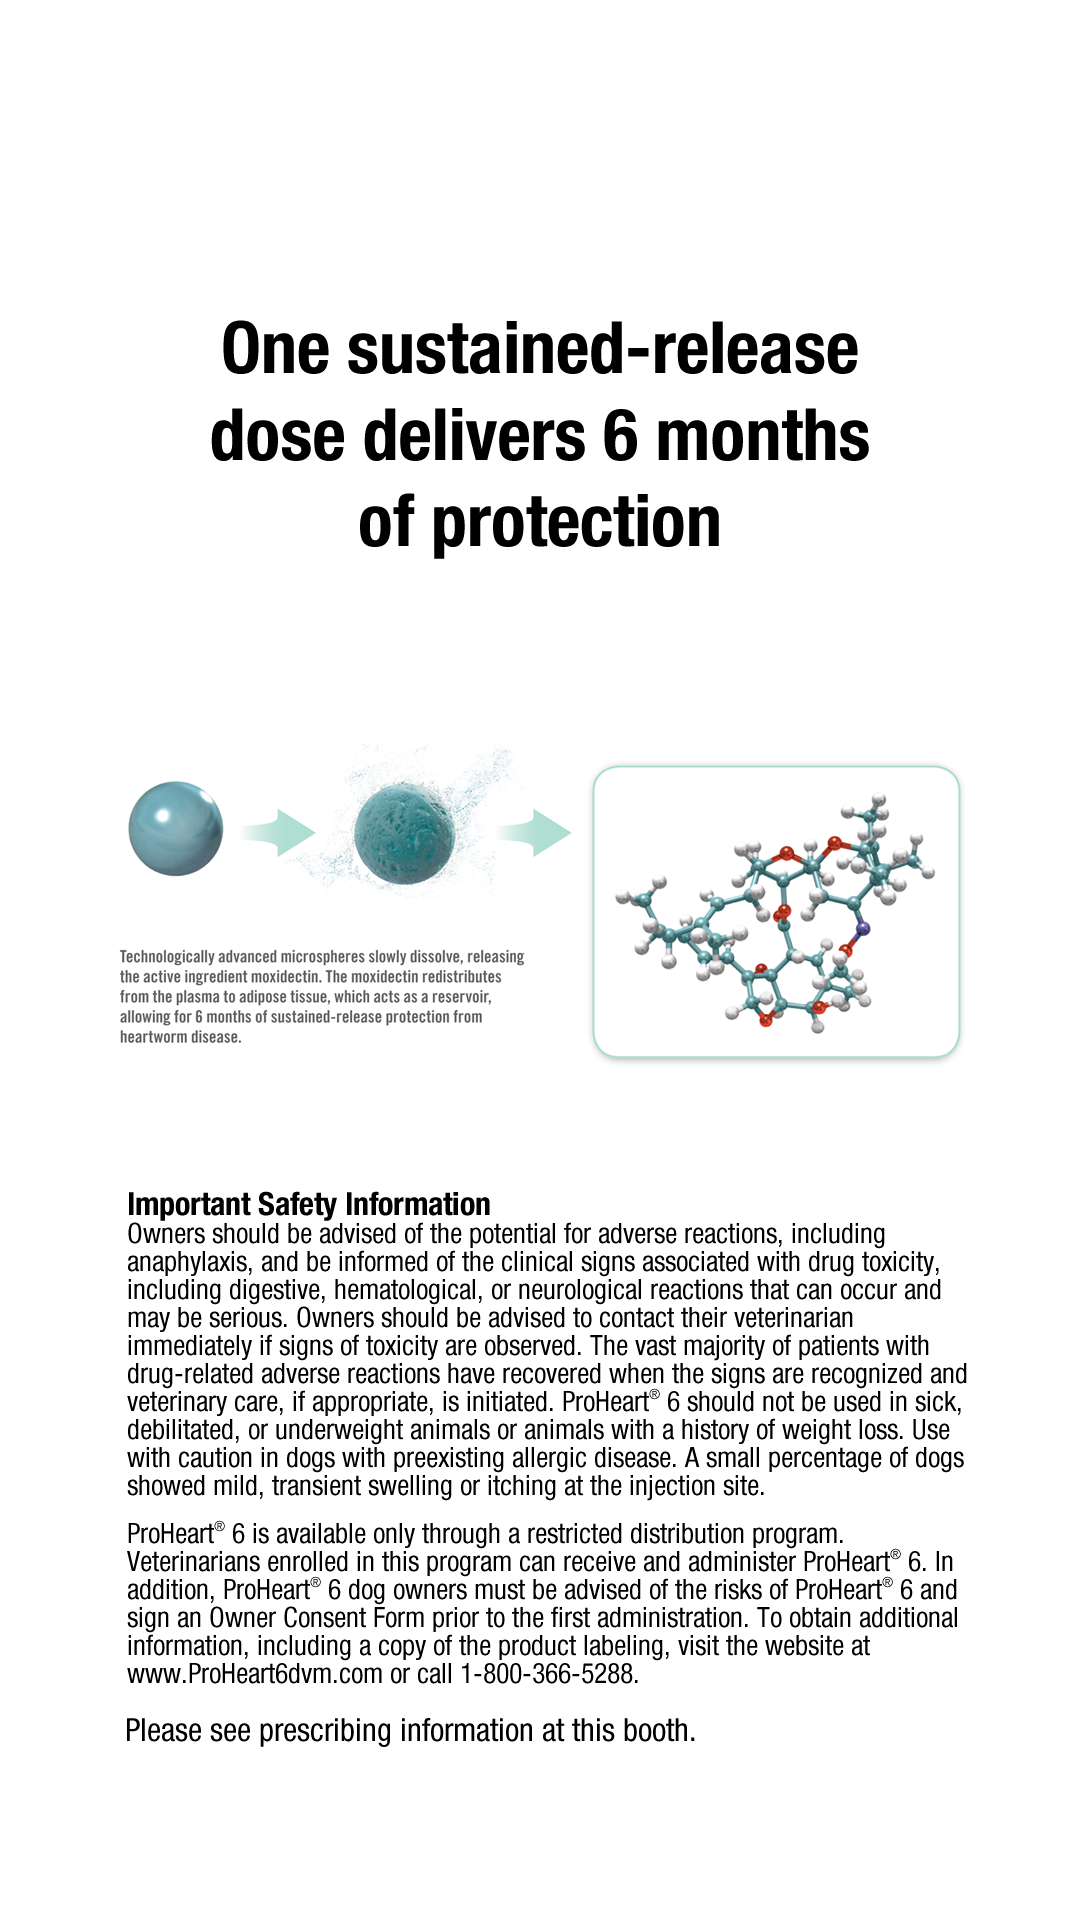 One sustained-release
dose delivers 6 months
of protection
Technologically advanced microspheres slowly dissolve, releasing
the active ingredient moxidectin. The moxidectin redistributes
from the plasma to adipose tissue, which acts as a reservoir,
allowing for 6 months of sustained-release protection from
heartworm disease.
Important Safety Information
Owners should be advised of the potential for adverse reactions, including
anaphylaxis, and be informed of the clinical signs associated with drug toxicity,
including digestive, hematological, or neurological reactions that can occur and
may be serious. Owners should be advised to contact their veterinarian
immediately if signs of toxicity are observed. The vast majority of patients with
drug-related adverse reactions have recovered when the signs are recognized and
veterinary care, if appropriate, is initiated. ProHeart® 6 should not be used in sick,
debilitated, or underweight animals or animals with a history of weight loss. Use
with caution in dogs with preexisting allergic disease. A small percentage of dogs
showed mild, transient swelling or itching at the injection site.
ProHeart® 6 is available only through a restricted distribution program.
Veterinarians enrolled in this program can receive and administer ProHeart® 6. In
addition, ProHeart® 6 dog owners must be advised of the risks of ProHeart® 6 and
sign an Owner Consent Form prior to the first administration. To obtain additional
information, including a copy of the product labeling, visit the website at
www.ProHeart6dvm.com or call 1-800-366-5288.
Please see prescribing information at this booth.